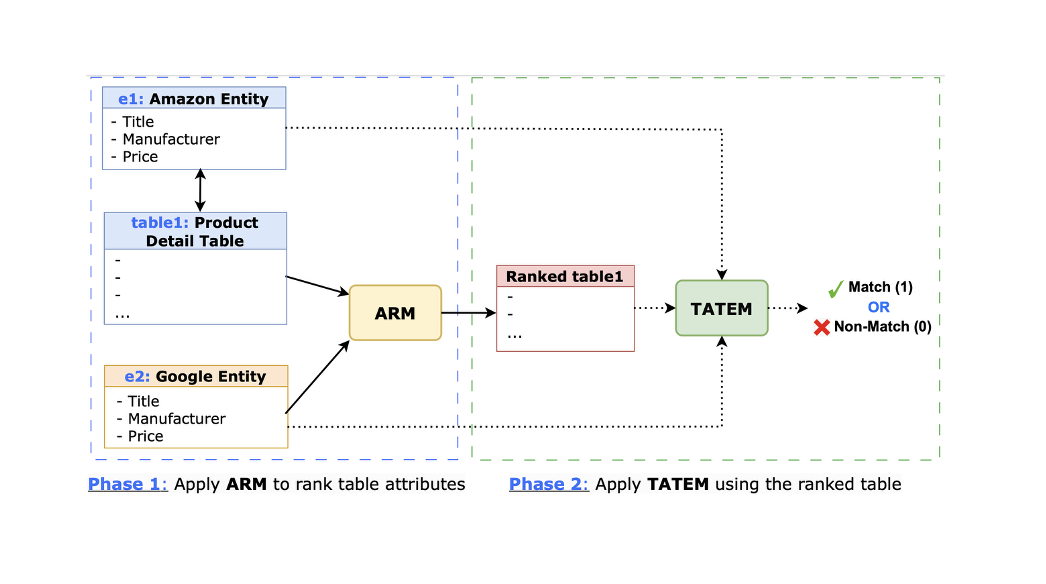 e1: Amazon Entity
- Title
- Manufacturer
- Price
table1: Product
Detail Table
-
-
-
...
e2: Google Entity
- Title
- Manufacturer
- Price
ARM
Ranked table1
-
-
...
TATEM
Match (1)
OR
Non-Match (0)
Phase 1: Apply ARM to rank table attributes
Phase 2: Apply TATEM using the ranked table